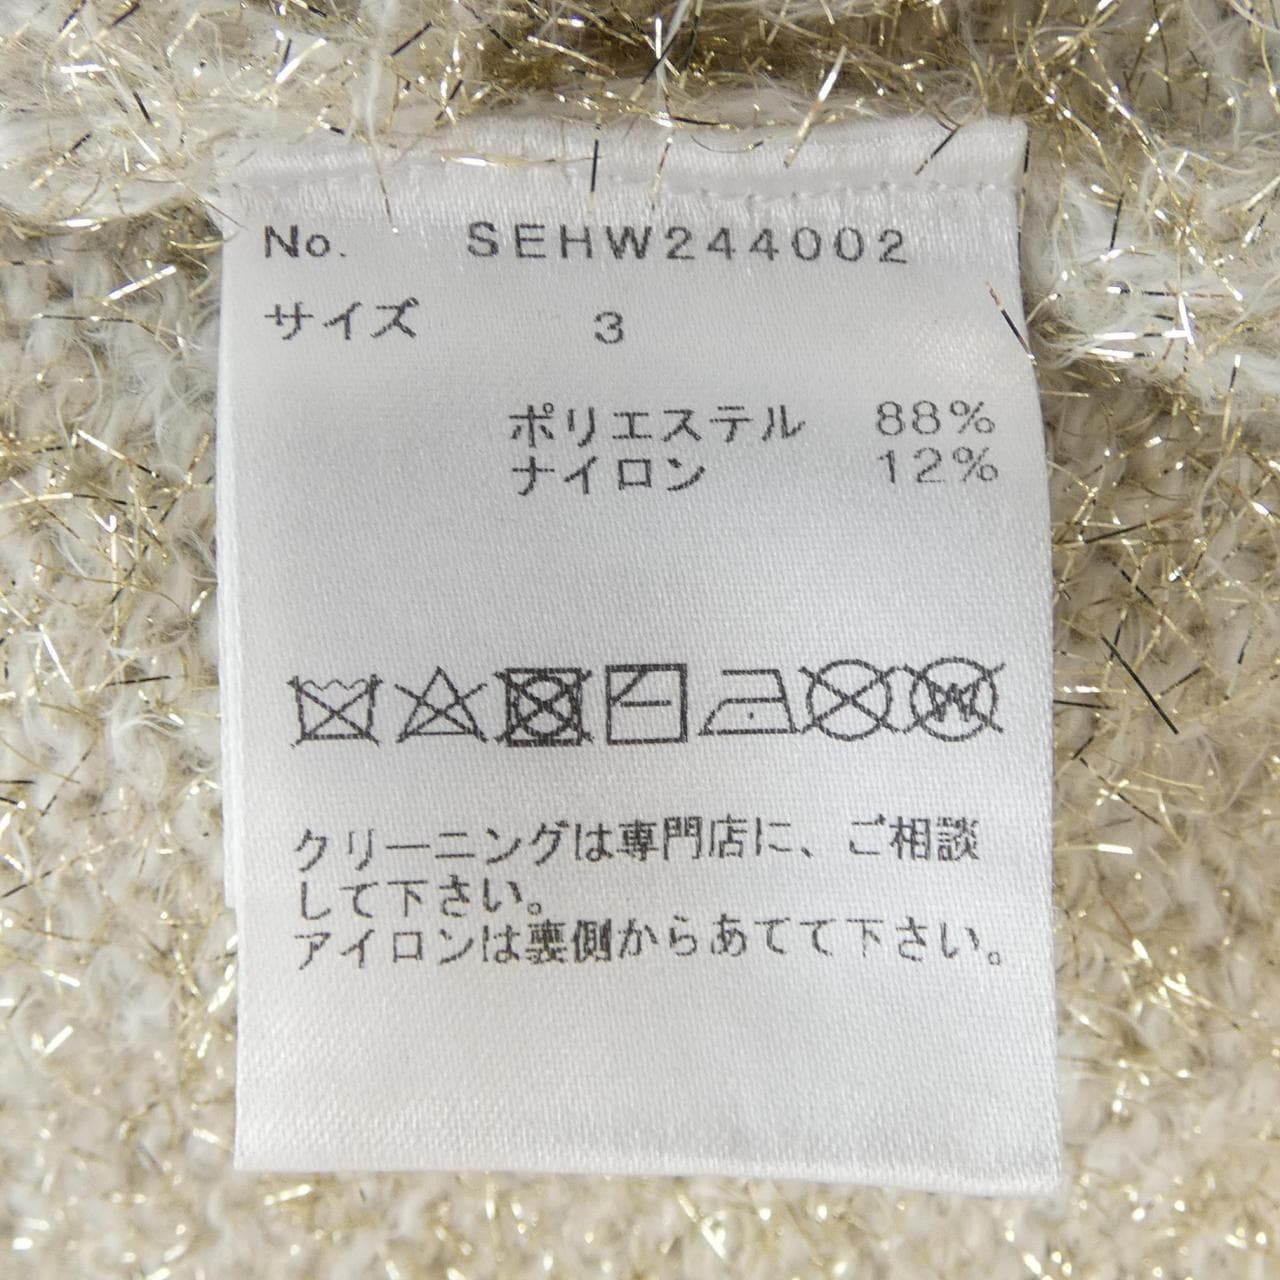 No. SEHW244002
サイズ 3
ポリエステル 88%
ナイロン 12%
W
クリーニングは専門店に、ご相談
して下さい。
アイロンは裏側からあてて下さい。